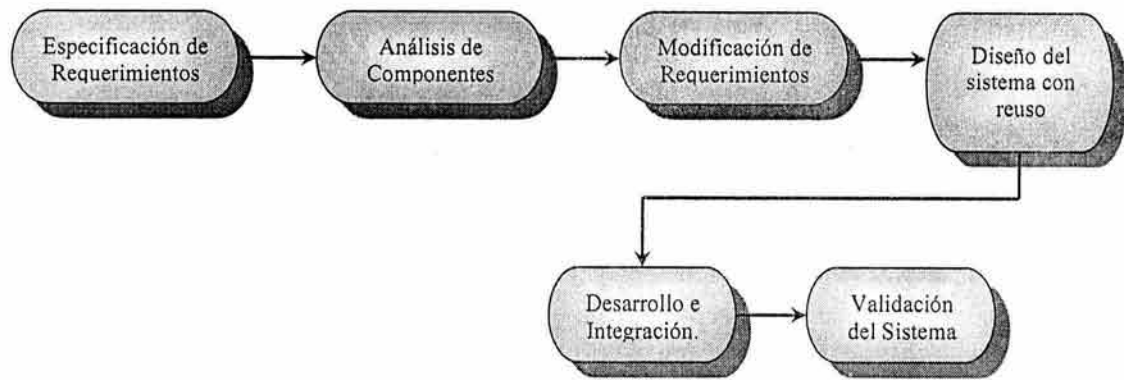 Especificación de
Requerimientos
Análisis de
Componentes
Modificación de
Requerimientos
Diseño del
sistema con
reuso
Desarrollo e
Integración.
Validación
del Sistema